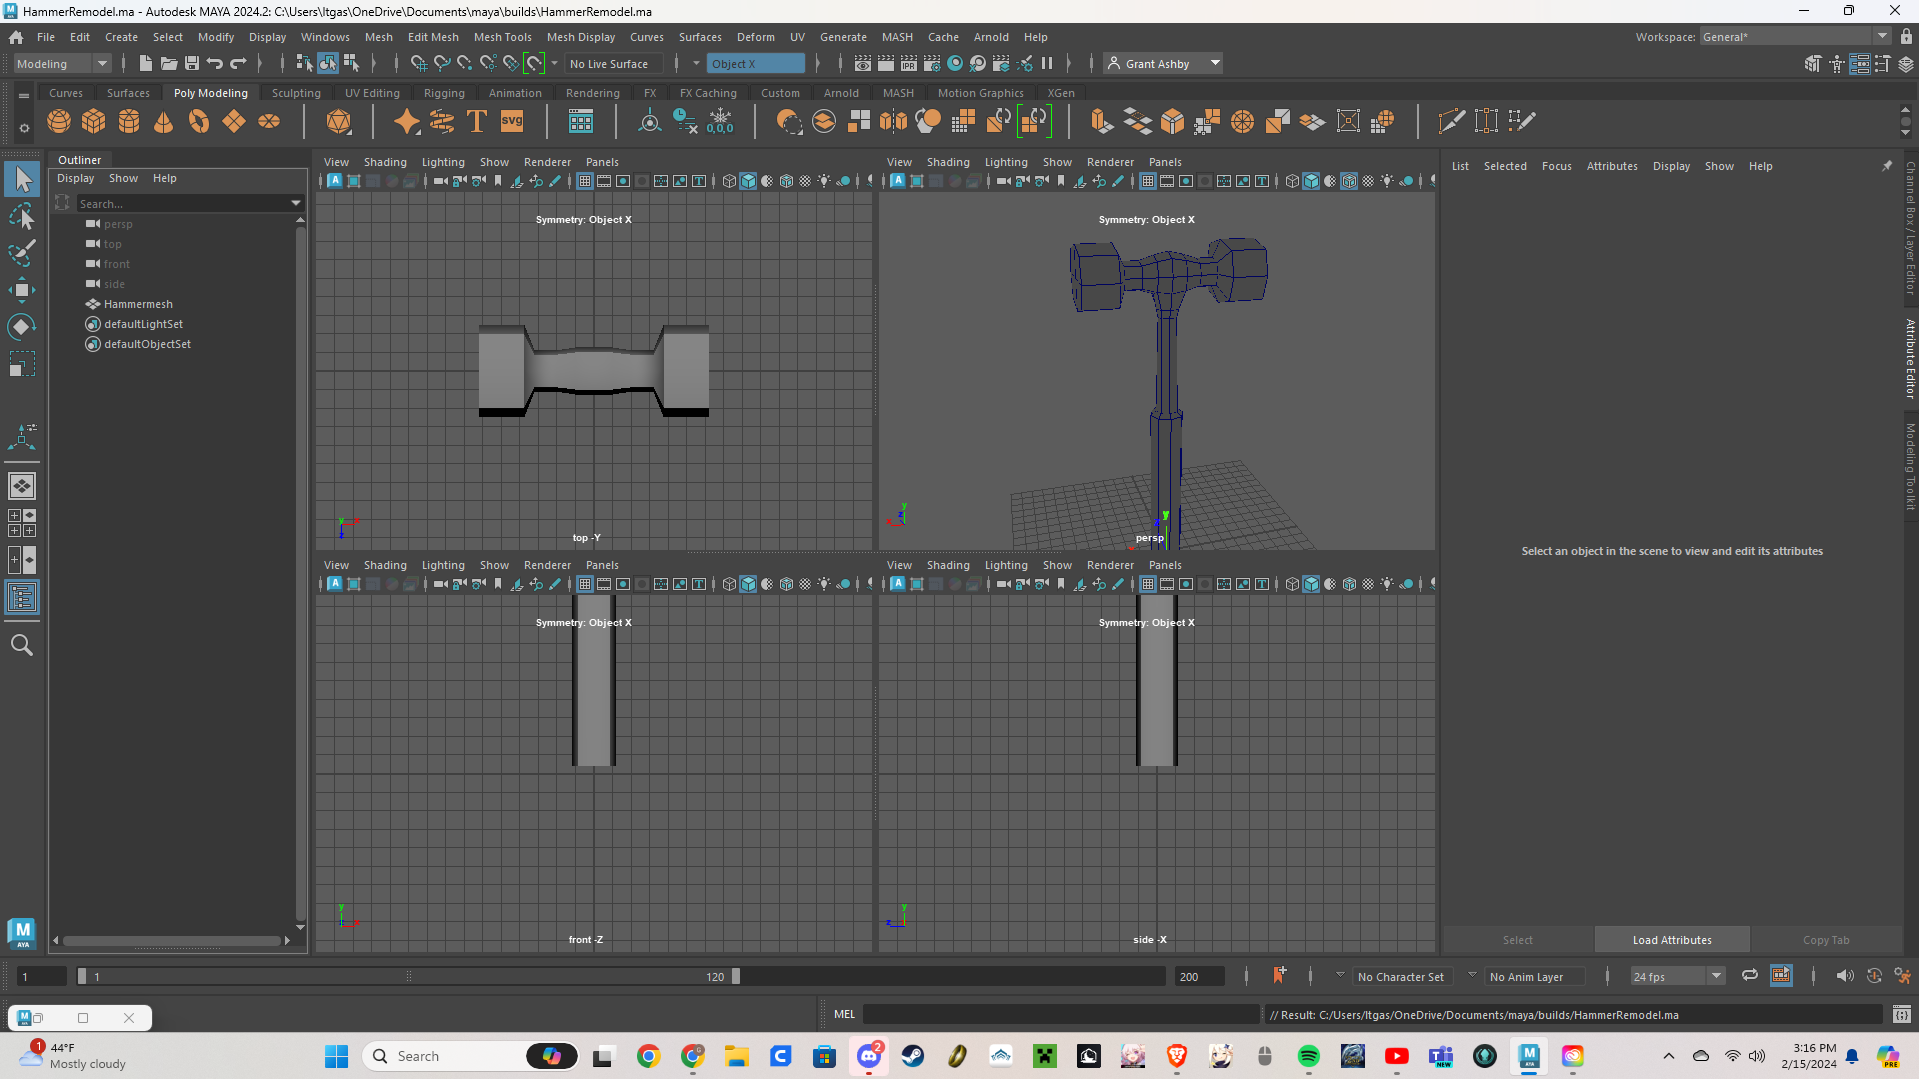 HammerRemodel.ma - Autodesk MAYA 2024.2: C:\Users\ltgas\OneDrive\Documents\maya\builds\HammerRemodel.ma
File Edit Create Select Modify Display Windows Mesh Edit Mesh Mesh Tools Mesh Display Curves Surfaces Deform UV Generate MASH Cache Arnold Help
Workspace: General*
Modeling
No Live Surface
Object X
Grant Ashby
Curves Surfaces Poly Modeling Sculpting UV Editing Rigging Animation Rendering FX FX Caching Custom Arnold MASH Motion Graphics XGen
Outliner
Display Show Help
Search...
persp
top
front
side
Hammermesh
defaultLightSet
defaultObjectSet
View Shading Lighting Show Renderer Panels
Symmetry: Object X
top -Y
View Shading Lighting Show Renderer Panels
Symmetry: Object X
persp
View Shading Lighting Show Renderer Panels
Symmetry: Object X
front -Z
View Shading Lighting Show Renderer Panels
Symmetry: Object X
side -X
List Selected Focus Attributes Display Show Help
Select an object in the scene to view and edit its attributes
Select Load Attributes Copy Tab
Channel Box / Layer Editor
Attribute Editor
Modeling Toolkit
1 1 120 200
No Character Set
No Anim Layer
24 fps
MEL
// Result: C:/Users/ltgas/OneDrive/Documents/maya/builds/HammerRemodel.ma
1
44°F
Mostly cloudy
Search
2
3:16 PM
2/15/2024